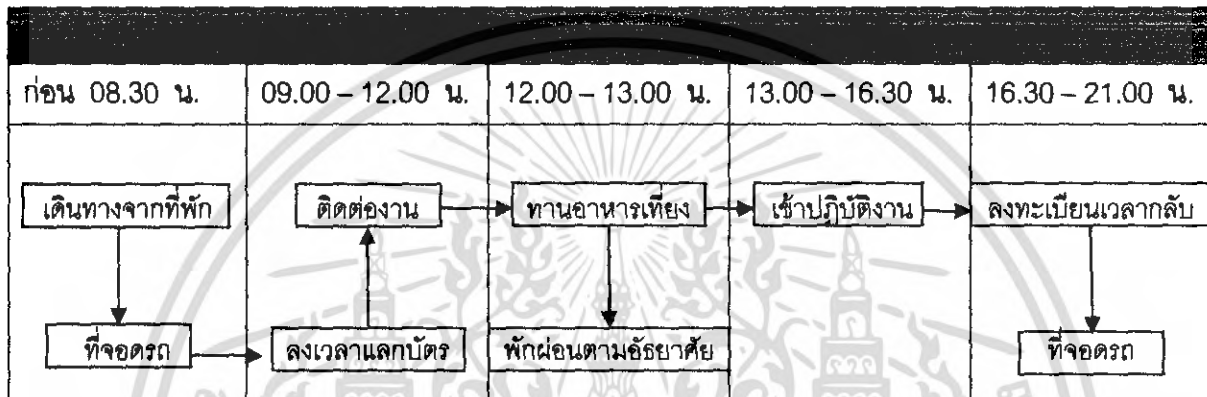 ก่อน 08.30 น. 09.00 – 12.00 น. 12.00 – 13.00 น. 13.00 – 16.30 น. 16.30 – 21.00 น.
เดินทางจากที่พัก ติดต่องาน ทานอาหารเที่ยง เข้าปฏิบัติงาน ลงทะเบียนเวลากลับ
ที่จอดรถ ลงเวลาแลกบัตร พักผ่อนตามอัธยาศัย ที่จอดรถ